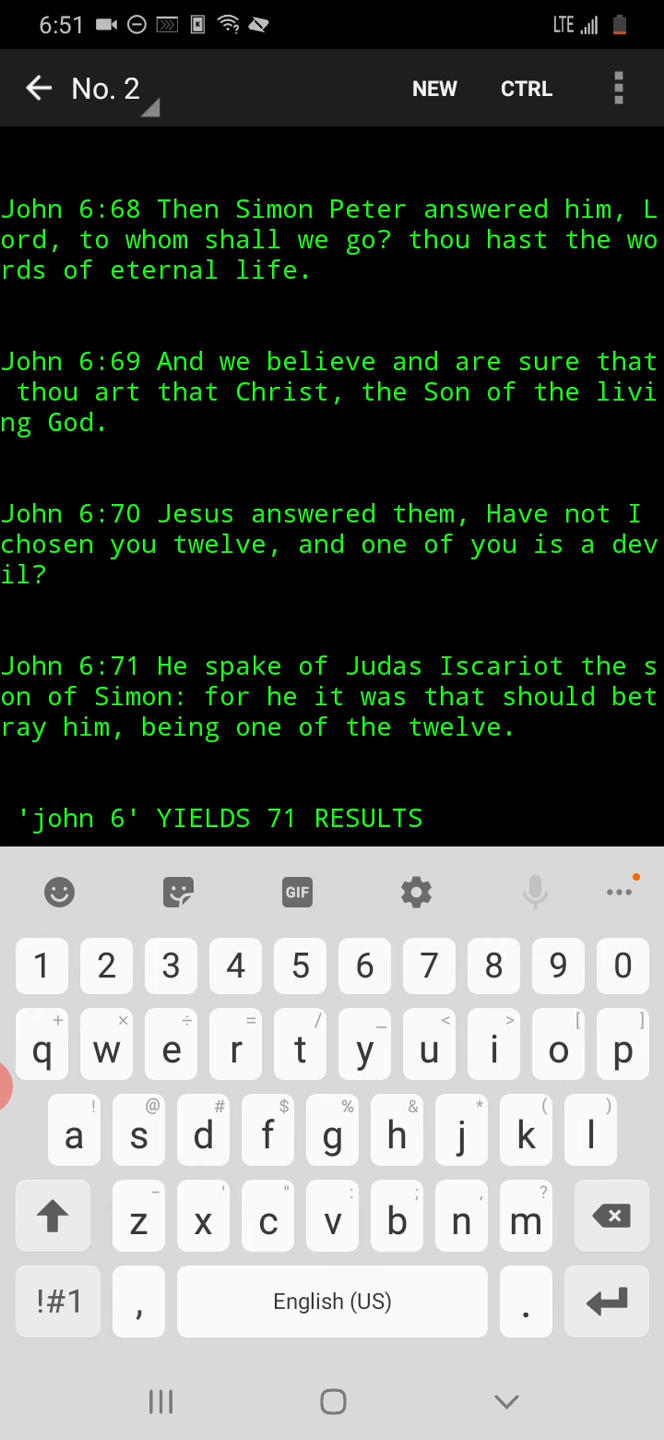 6:51 LTE
No. 2 NEW CTRL
John 6:68 Then Simon Peter answered him, L
ord, to whom shall we go? thou hast the wo
rds of eternal life.
John 6:69 And we believe and are sure that
thou art that Christ, the Son of the livi
ng God.
John 6:70 Jesus answered them, Have not I
chosen you twelve, and one of you is a dev
il?
John 6:71 He spake of Judas Iscariot the s
on of Simon: for he it was that should bet
ray him, being one of the twelve.
'john 6' YIELDS 71 RESULTS
GIF
1 2 3 4 5 6 7 8 9 0
+ × ÷ = / _ < > [ ]
q w e r t y u i o p
! @ # $ % & * ( )
a s d f g h j k l
- ' " : ; , ?
z x c v b n m
!#1 , English (US) .